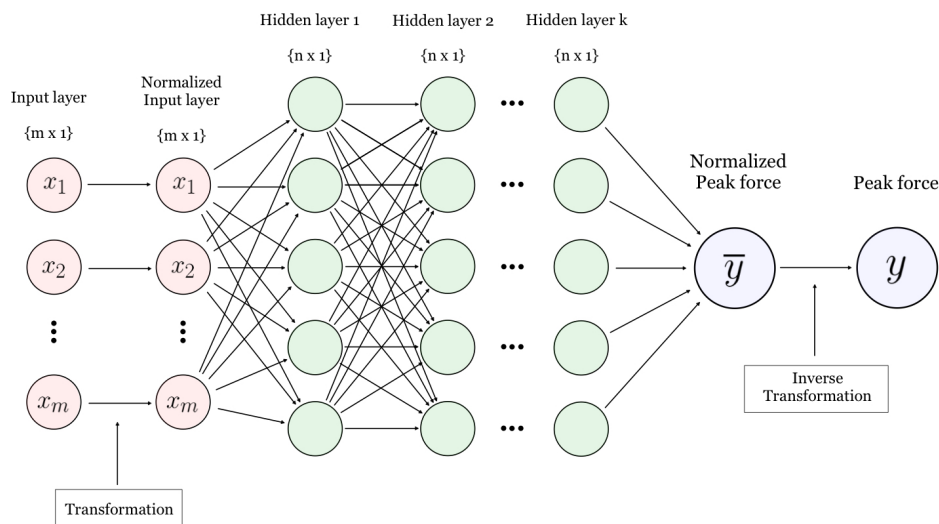 Hidden layer 1
Hidden layer 2
Hidden layer k
{n x 1}
{n x 1}
{n x 1}
Input layer
{m x 1}
Normalized
Input layer
{m x 1}
x₁
x₁
x₂
x₂
xₘ
xₘ
Normalized
Peak force
Peak force
ȳ
y
Transformation
Inverse
Transformation